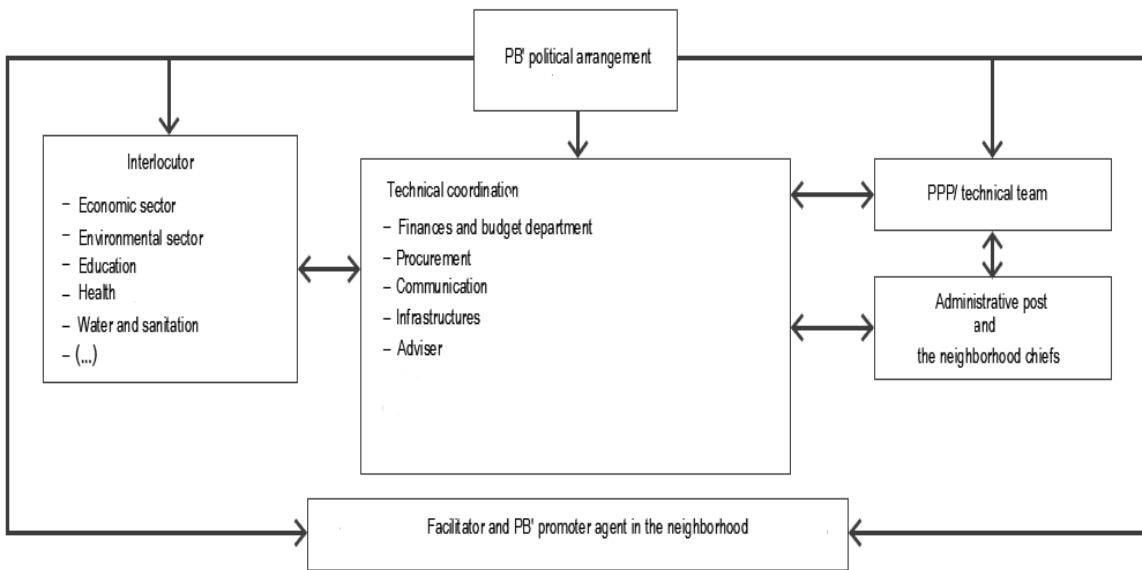 PB' political arrangement
Interlocutor
– Economic sector
– Environmental sector
– Education
– Health
– Water and sanitation
– (...)
Technical coordination
– Finances and budget department
– Procurement
– Communication
– Infrastructures
– Adviser
PPP/ technical team
Administrative post
and
the neighborhood chiefs
Facilitator and PB' promoter agent in the neighborhood